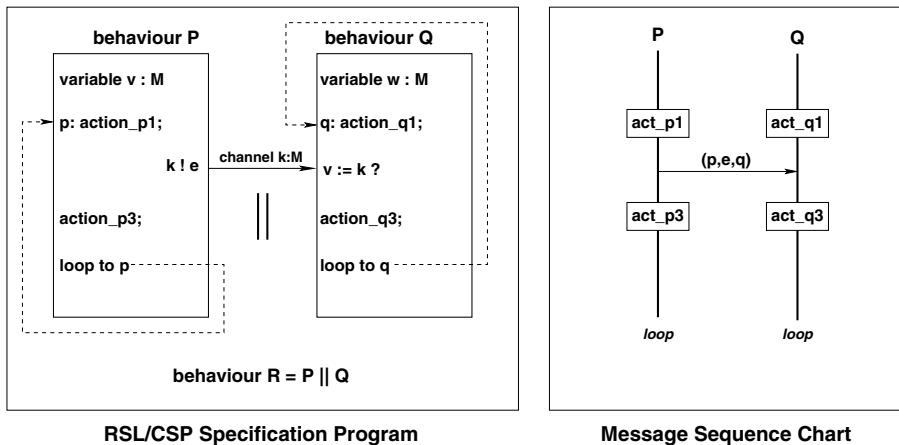 behaviour P
variable v : M
p: action_p1;
k ! e
action_p3;
loop to p
channel k:M
||
behaviour Q
variable w : M
q: action_q1;
v := k ?
action_q3;
loop to q
behaviour R = P || Q
RSL/CSP Specification Program
P Q
act_p1 act_q1
(p,e,q)
act_p3 act_q3
loop loop
Message Sequence Chart